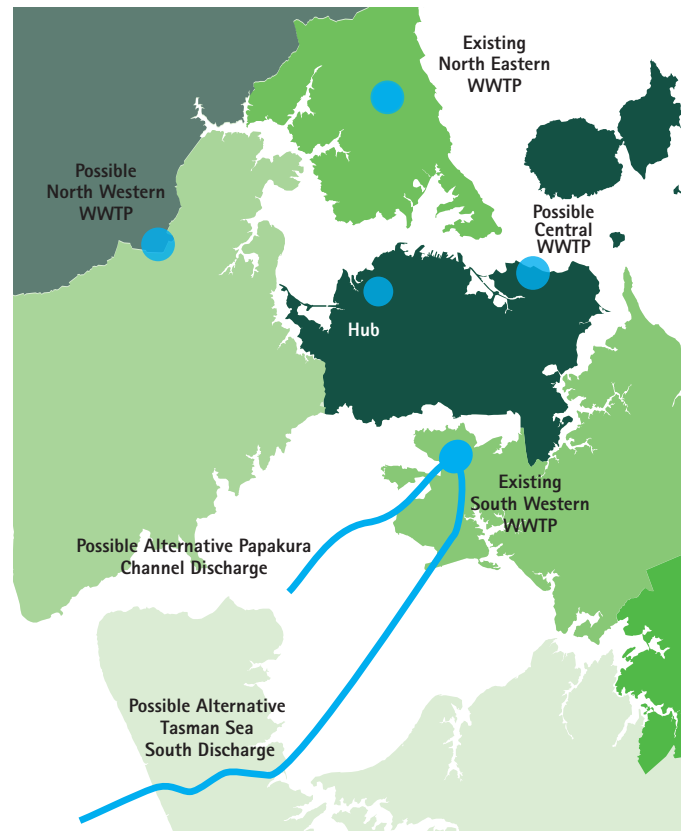 Existing
North Eastern
WWTP
Possible
North Western
WWTP
Possible
Central
WWTP
Hub
Existing
South Western
WWTP
Possible Alternative Papakura
Channel Discharge
Possible Alternative
Tasman Sea
South Discharge